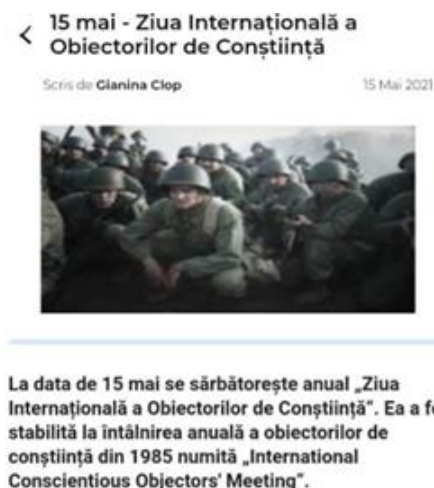 15 mai - Ziua Internațională a
Obiectorilor de Conștiință
Scris de Gianina Clop
15 Mai 2021
La data de 15 mai se sărbătorește anual „Ziua
Internațională a Obiectorilor de Conștiință”. Ea a fo
stabilită la întâlnirea anuală a obiectorilor de
conștiință din 1985 numită „International
Conscientious Objectors' Meeting”.